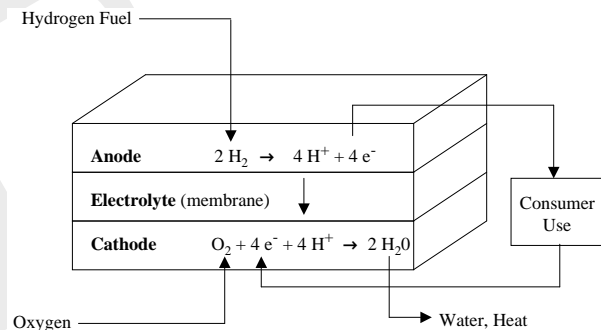 Hydrogen Fuel
Anode 2 H₂ → 4 H⁺ + 4 e⁻
Electrolyte (membrane)
Consumer
Use
Cathode O₂ + 4 e⁻ + 4 H⁺ → 2 H₂0
Oxygen
Water, Heat